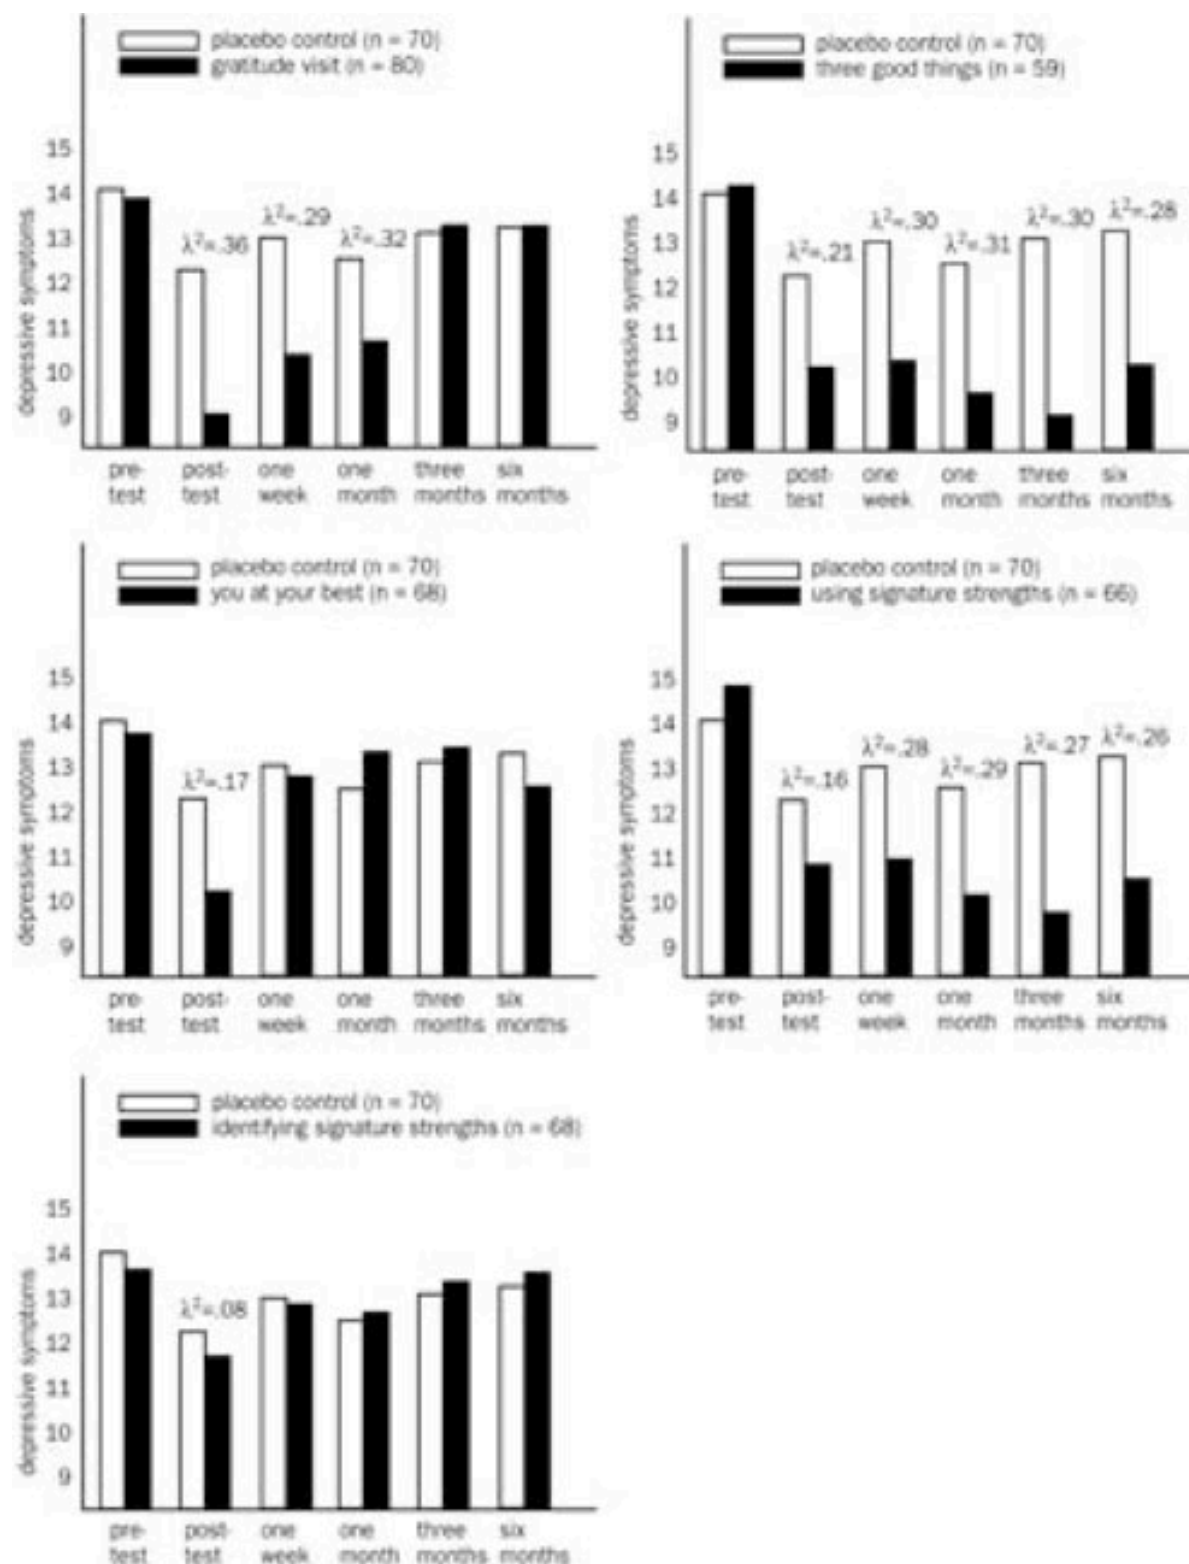 placebo control (n = 70)
gratitude visit (n = 80)
15
14
13
12
11
10
9
depressive symptoms
λ²=.36
λ²=.29
λ²=.32
pre-test
post-test
one week
one month
three months
six months
placebo control (n = 70)
three good things (n = 59)
15
14
13
12
11
10
9
depressive symptoms
λ²=.21
λ²=.30
λ²=.31
λ²=.30
λ²=.28
pre-test
post-test
one week
one month
three months
six months
placebo control (n = 70)
you at your best (n = 68)
15
14
13
12
11
10
9
depressive symptoms
λ²=.17
pre-test
post-test
one week
one month
three months
six months
placebo control (n = 70)
using signature strengths (n = 66)
15
14
13
12
11
10
9
depressive symptoms
λ²=.16
λ²=.28
λ²=.29
λ²=.27
λ²=.26
pre-test
post-test
one week
one month
three months
six months
placebo control (n = 70)
identifying signature strengths (n = 68)
15
14
13
12
11
10
9
depressive symptoms
λ²=.08
pre-test
post-test
one week
one month
three months
six months